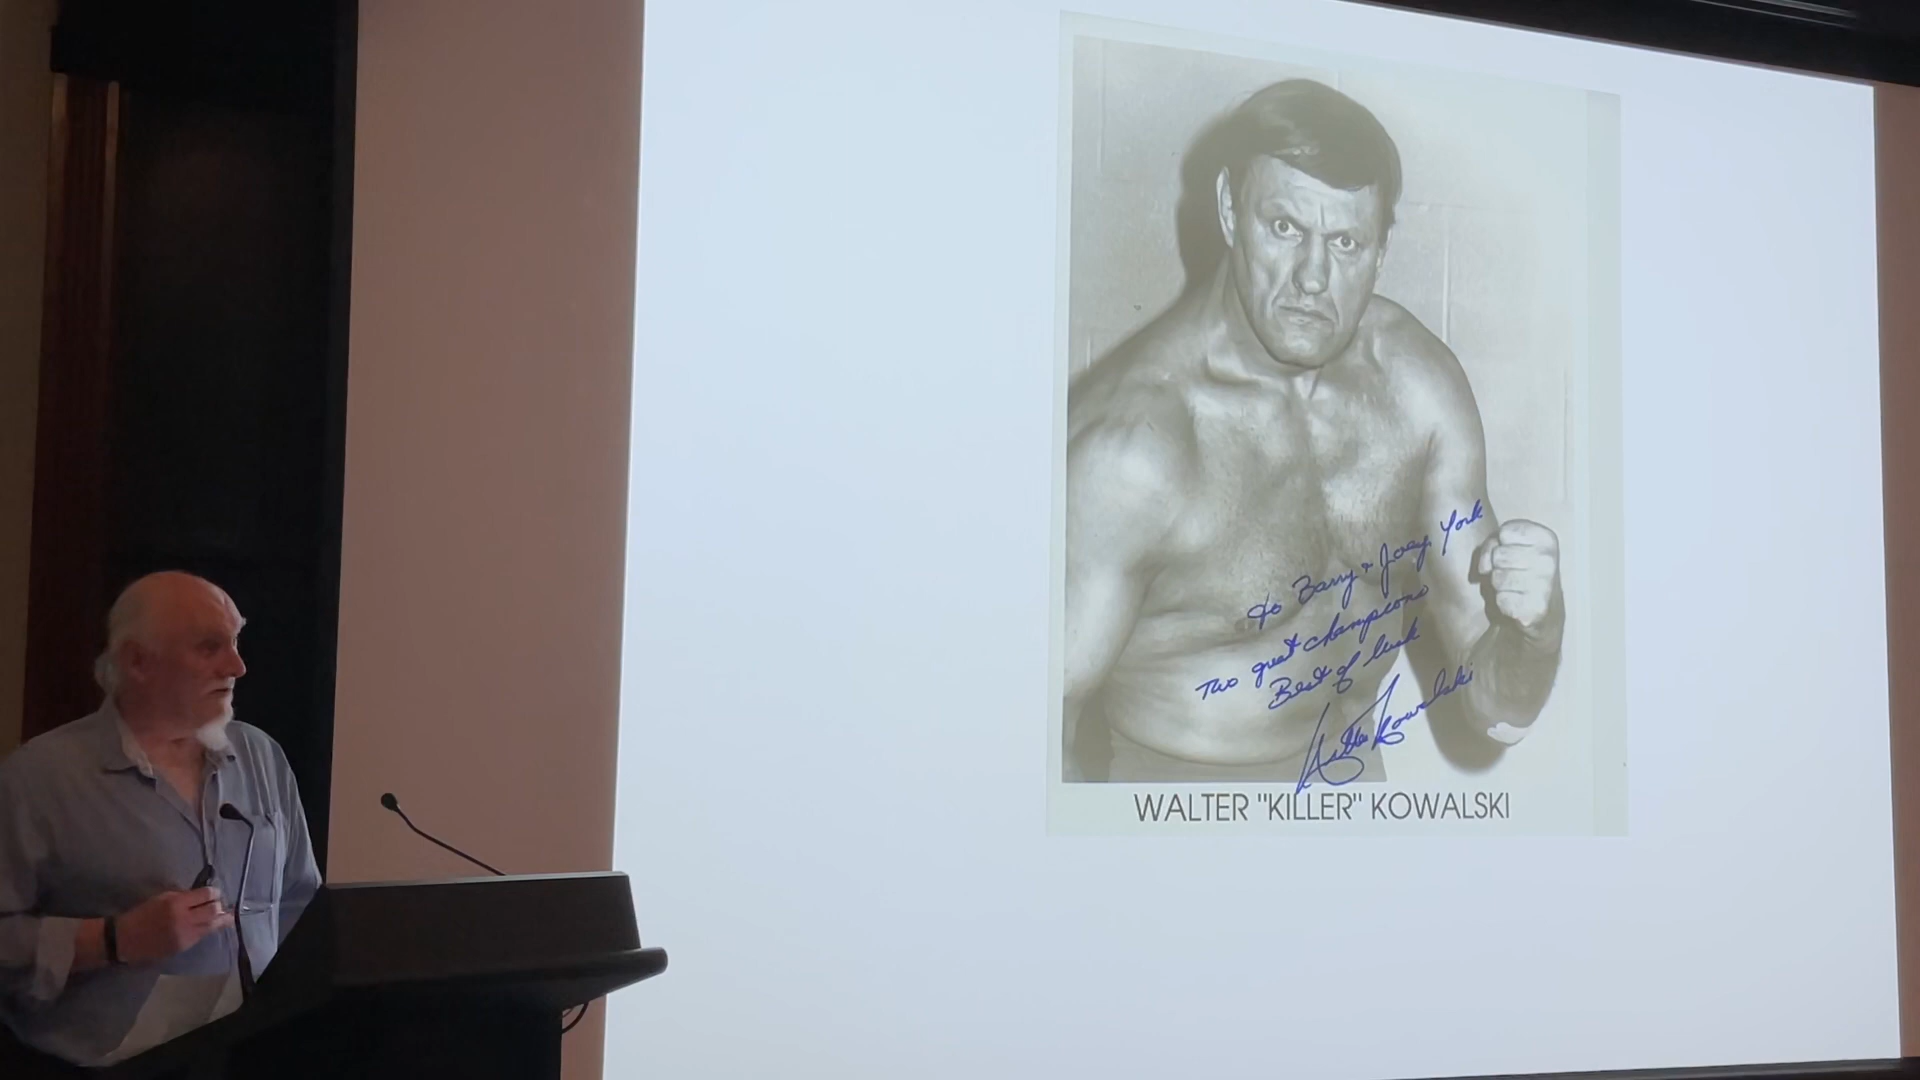 to Barry & Joey York
Two great champions
Best of luck
Walter Kowalski
WALTER "KILLER" KOWALSKI